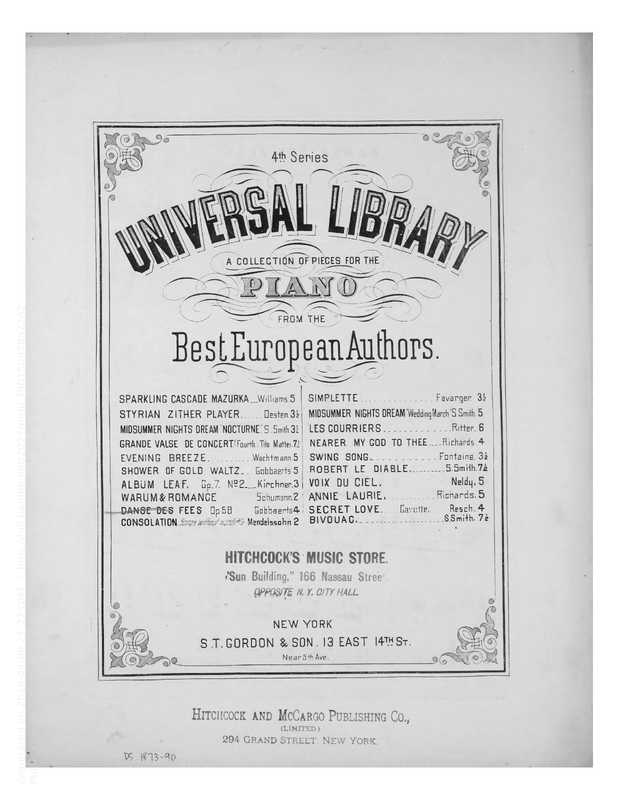 4th Series
UNIVERSAL LIBRARY
A COLLECTION OF PIECES FOR THE
PIANO
FROM THE
Best European Authors.
SPARKLING CASCADE MAZURKA...Williams.5
STYRIAN ZITHER PLAYER....Oesten.3½
MIDSUMMER NIGHTS DREAM "NOCTURNE" S. Smith 3½
GRANDE VALSE DE CONCERT (Fourth) Tito Mattei.7½
EVENING BREEZE.......Wachtmann.5
SHOWER OF GOLD WALTZ...Gobbaerts 5
ALBUM LEAF. Op.7. No2....Kirchner.3
WARUM & ROMANCE Schumann.2
DANSE DES FEES Op 58 Gobbaerts 4
CONSOLATION Mendelssohn 2
SIMPLETTE..............Favarger. 3½
MIDSUMMER NIGHTS DREAM "Wedding March" S. Smith. 5
LES COURRIERS............Ritter. 6
NEARER MY GOD TO THEE....Richards. 4
SWING SONG.............Fontaine. 3½
ROBERT LE DIABLE..........S.Smith.7½
VOIX DU CIEL. Neldy. 5
ANNIE LAURIE............Richards. 5
SECRET LOVE. Gavotte. Resch. 4
BIVOUAC..................S.Smith. 7½
HITCHCOCK'S MUSIC STORE.
"Sun Building," 166 Nassau Street
OPPOSITE N. Y. CITY HALL.
NEW YORK
S.T. GORDON & SON. 13 EAST 14TH ST.
Near 5th Ave.
HITCHCOCK AND MCCARGO PUBLISHING CO.,
(LIMITED)
294 GRAND STREET, NEW YORK.
DS 1873-90